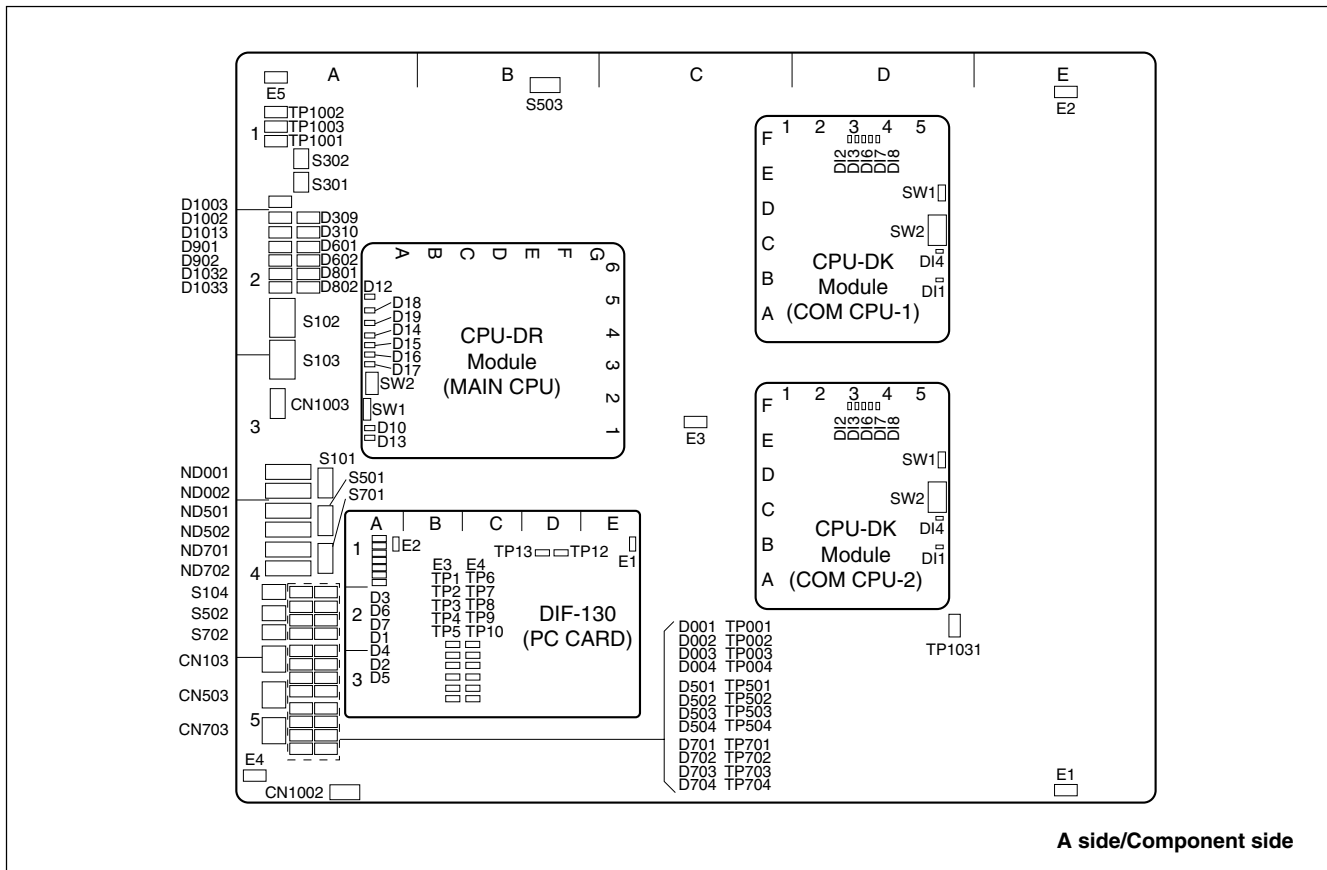 A B C D E
E5
S503
E2
TP1002
TP1003
TP1001
1
S302
S301
D1003
D1002
D1013
D901
D902
D1032
D1033
D309
D310
D601
D602
D801
D802
2
S102
S103
CN1003
3
A B C D E F G
6
5
4
3
2
1
D12
D18
D19
D14
D15
D16
D17
SW2
SW1
D10
D13
CPU-DR
Module
(MAIN CPU)
1 2 3 4 5
F
E
D
C
B
A
DI2
DI3
DI6
DI7
DI8
SW1
SW2
DI4
DI1
CPU-DK
Module
(COM CPU-1)
E3
1 2 3 4 5
F
E
D
C
B
A
DI2
DI3
DI6
DI7
DI8
SW1
SW2
DI4
DI1
CPU-DK
Module
(COM CPU-2)
TP1031
ND001
ND002
ND501
ND502
ND701
ND702
S101
S501
S701
4
S104
S502
S702
CN103
CN503
CN703
5
E4
CN1002
A B C D E
1
2
3
E2
TP13 TP12
E1
E3 E4
TP1 TP6
TP2 TP7
TP3 TP8
TP4 TP9
TP5 TP10
D3
D6
D7
D1
D4
D2
D5
DIF-130
(PC CARD)
D001 TP001
D002 TP002
D003 TP003
D004 TP004
D501 TP501
D502 TP502
D503 TP503
D504 TP504
D701 TP701
D702 TP702
D703 TP703
D704 TP704
E1
A side/Component side